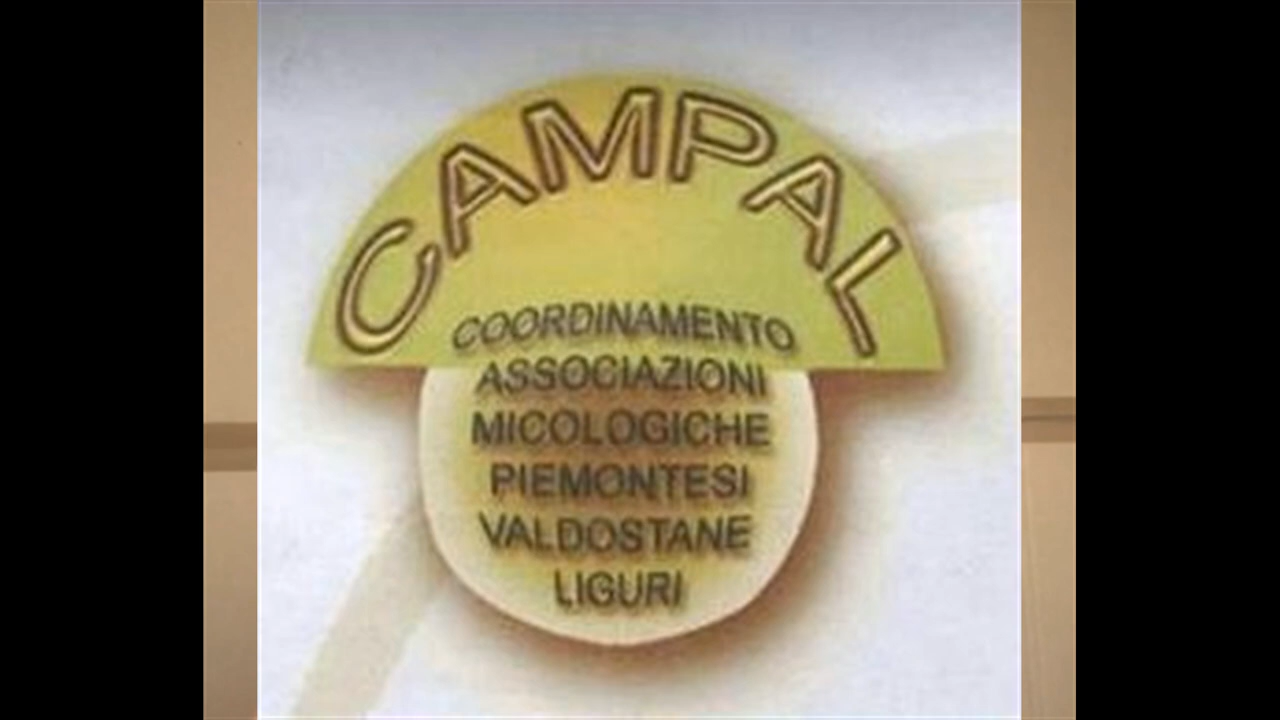 CAMPAL
COORDINAMENTO
ASSOCIAZIONI
MICOLOGICHE
PIEMONTESI
VALDOSTANE
LIGURI